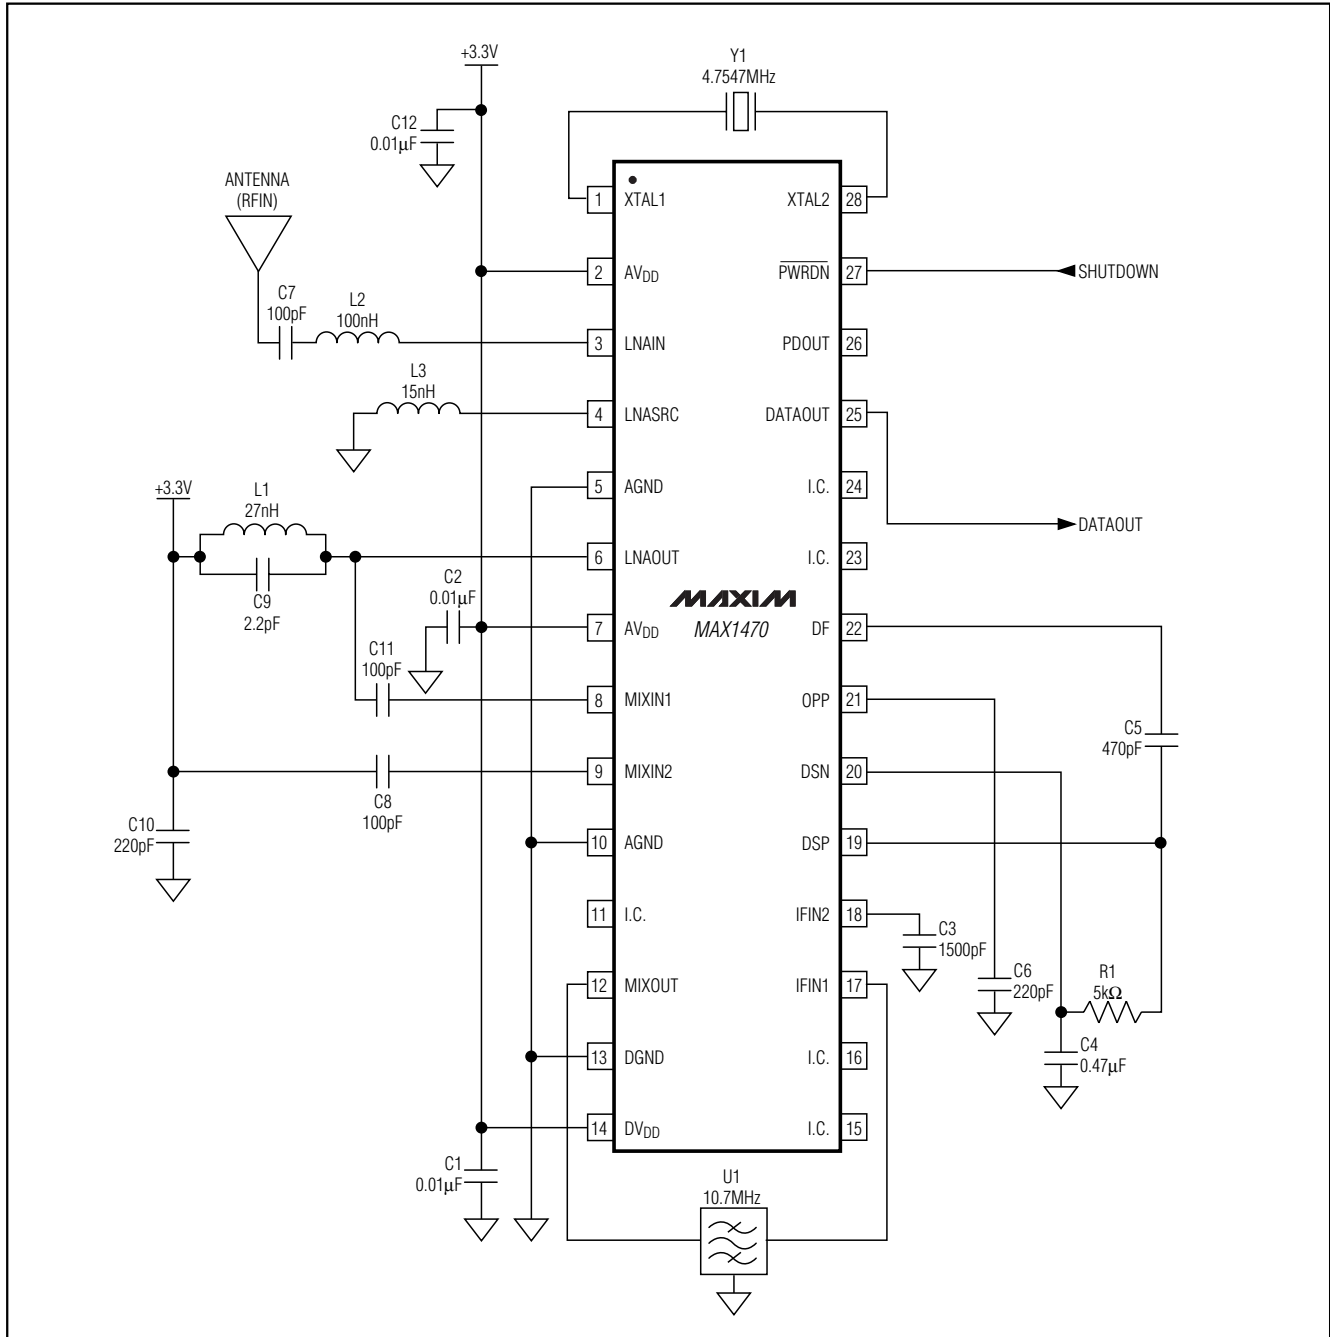 +3.3V
Y1
4.7547MHz
C12
0.01µF
ANTENNA
(RFIN)
1
XTAL1
XTAL2
28
2
AVDD
PWRDN
27
SHUTDOWN
C7
100pF
L2
100nH
3
LNAIN
PDOUT
26
L3
15nH
4
LNASRC
DATAOUT
25
+3.3V
L1
27nH
5
AGND
I.C.
24
DATAOUT
6
LNAOUT
I.C.
23
C9
2.2pF
C2
0.01µF
MAXIM
MAX1470
7
AVDD
DF
22
C11
100pF
8
MIXIN1
OPP
21
C5
470pF
9
MIXIN2
DSN
20
C8
100pF
C10
220pF
10
AGND
DSP
19
11
I.C.
IFIN2
18
C3
1500pF
12
MIXOUT
IFIN1
17
C6
220pF
R1
5kΩ
13
DGND
I.C.
16
C4
0.47µF
14
DVDD
I.C.
15
C1
0.01µF
U1
10.7MHz